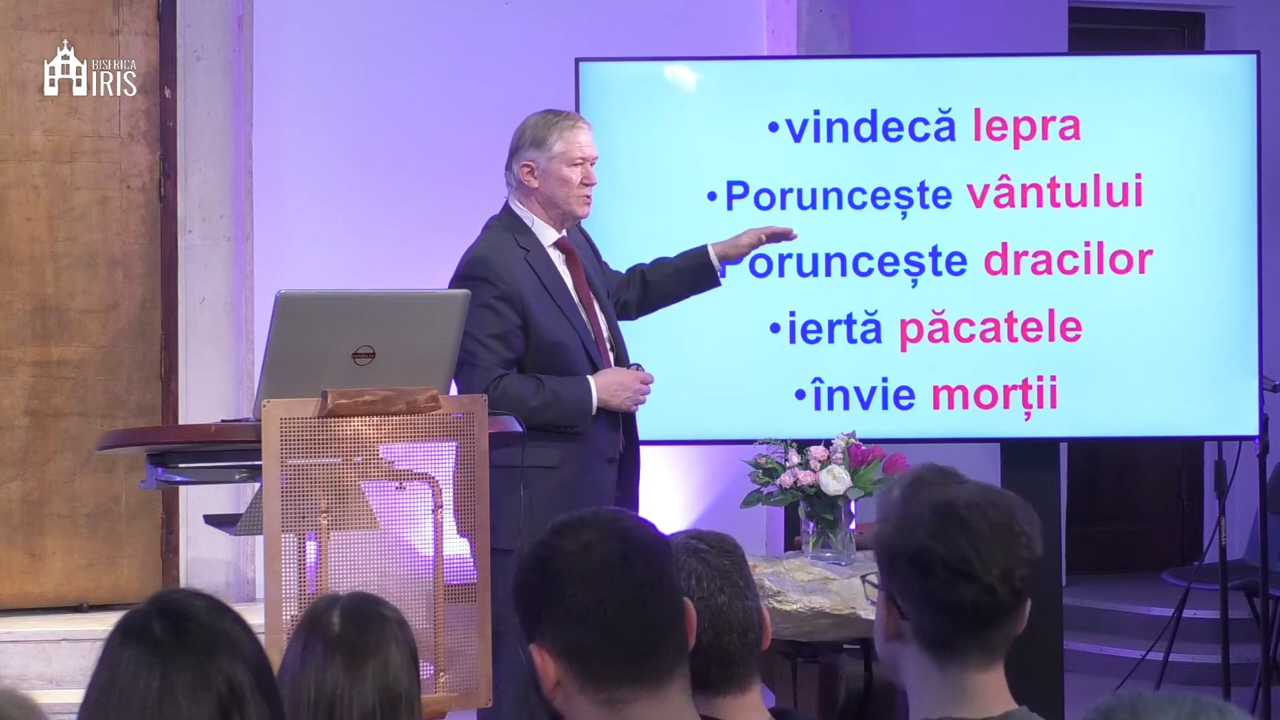 BISERICA
IRIS
•vindecă lepra
•Poruncește vântului
Poruncește dracilor
•iertă păcatele
•învie morții